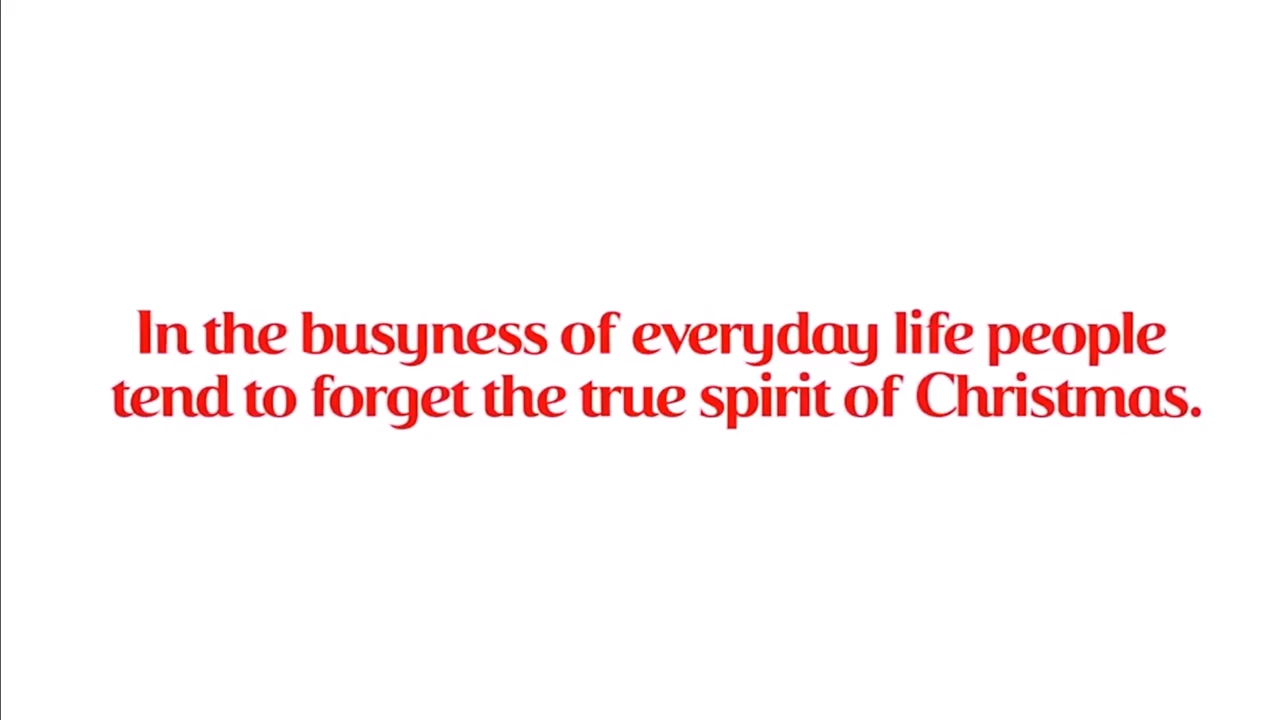 In the busyness of everyday life people
tend to forget the true spirit of Christmas.